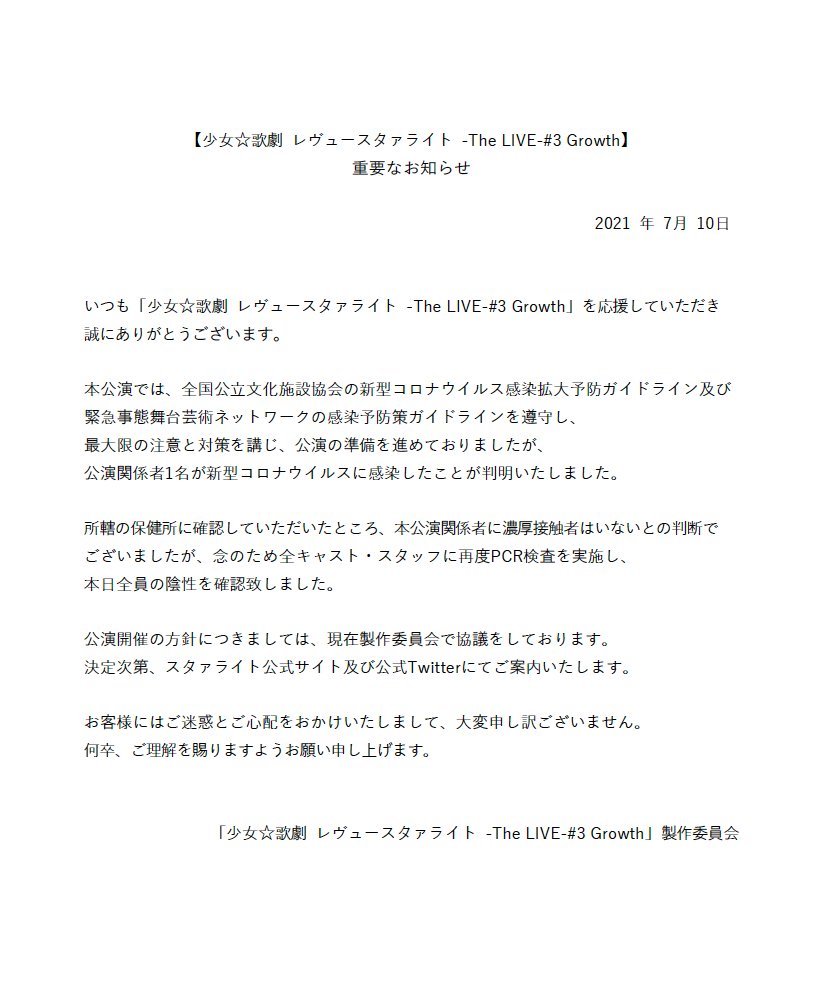 【少女☆歌劇 レヴュースタァライト -The LIVE-#3 Growth】
重要なお知らせ
2021 年 7月 10日
いつも「少女☆歌劇 レヴュースタァライト -The LIVE-#3 Growth」を応援していただき
誠にありがとうございます。
本公演では、全国公立文化施設協会の新型コロナウイルス感染拡大予防ガイドライン及び
緊急事態舞台芸術ネットワークの感染予防策ガイドラインを遵守し、
最大限の注意と対策を講じ、公演の準備を進めておりましたが、
公演関係者1名が新型コロナウイルスに感染したことが判明いたしました。
所轄の保健所に確認していただいたところ、本公演関係者に濃厚接触者はいないとの判断で
ございましたが、念のため全キャスト・スタッフに再度PCR検査を実施し、
本日全員の陰性を確認致しました。
公演開催の方針につきましては、現在製作委員会で協議をしております。
決定次第、スタァライト公式サイト及び公式Twitterにてご案内いたします。
お客様にはご迷惑とご心配をおかけいたしまして、大変申し訳ございません。
何卒、ご理解を賜りますようお願い申し上げます。
「少女☆歌劇 レヴュースタァライト -The LIVE-#3 Growth」製作委員会